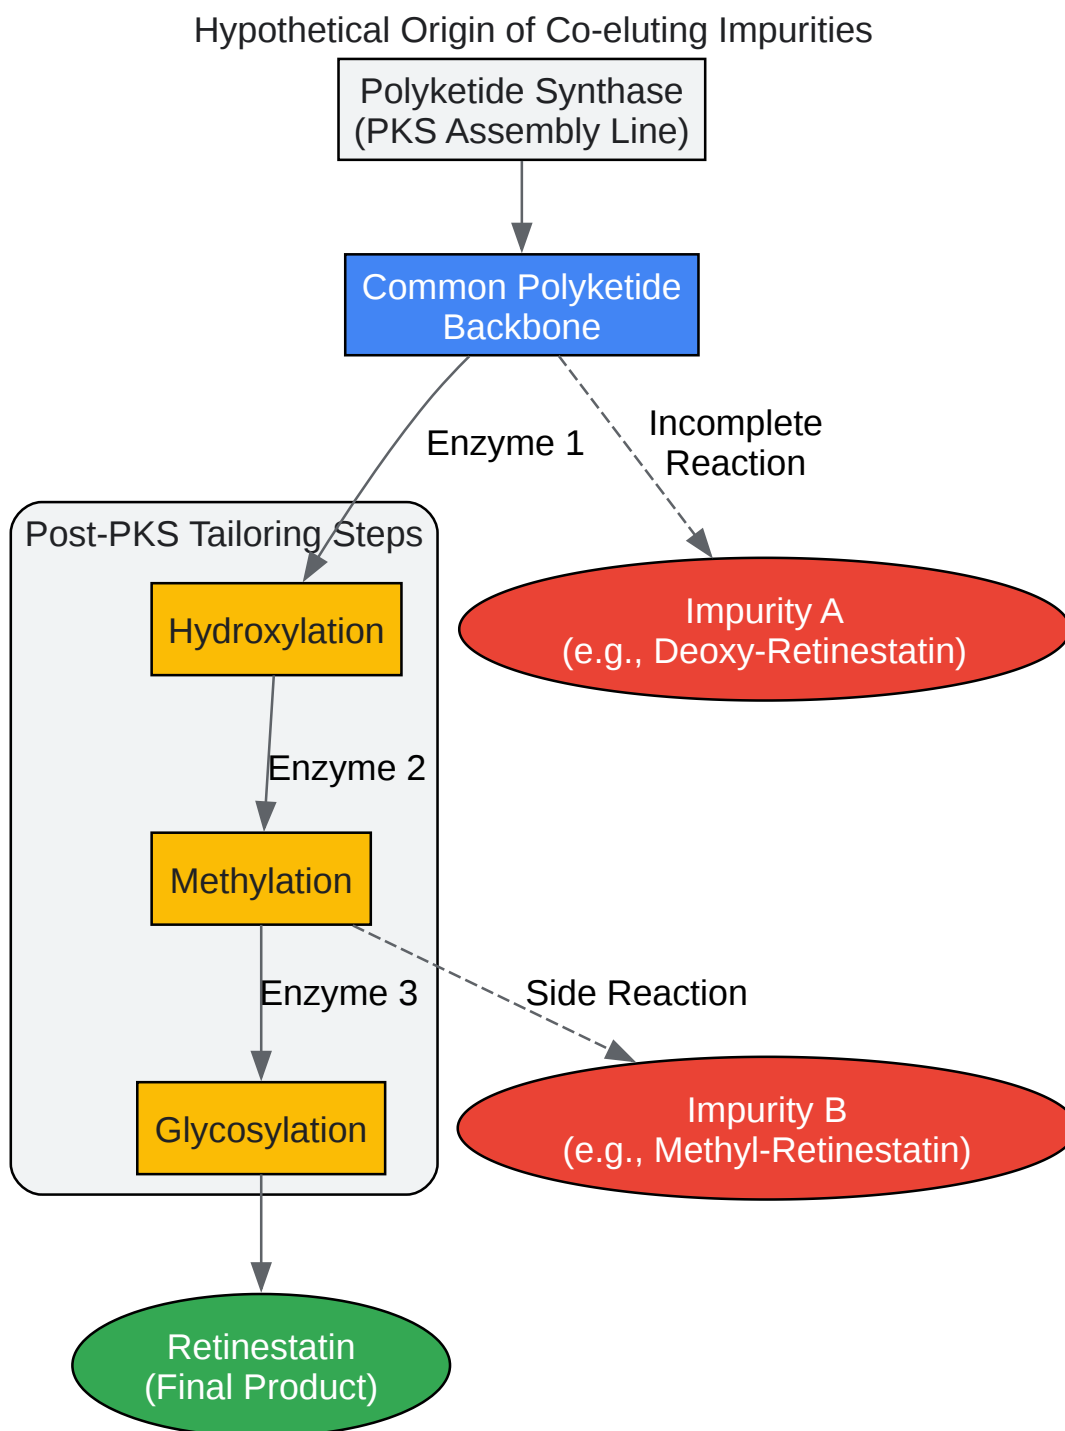 Hypothetical Origin of Co-eluting Impurities
Polyketide Synthase
(PKS Assembly Line)
Common Polyketide
Backbone
Enzyme 1
Incomplete
Reaction
Post-PKS Tailoring Steps
Hydroxylation
Impurity A
(e.g., Deoxy-Retinestatin)
Enzyme 2
Methylation
Enzyme 3
Side Reaction
Glycosylation
Impurity B
(e.g., Methyl-Retinestatin)
Retinestatin
(Final Product)